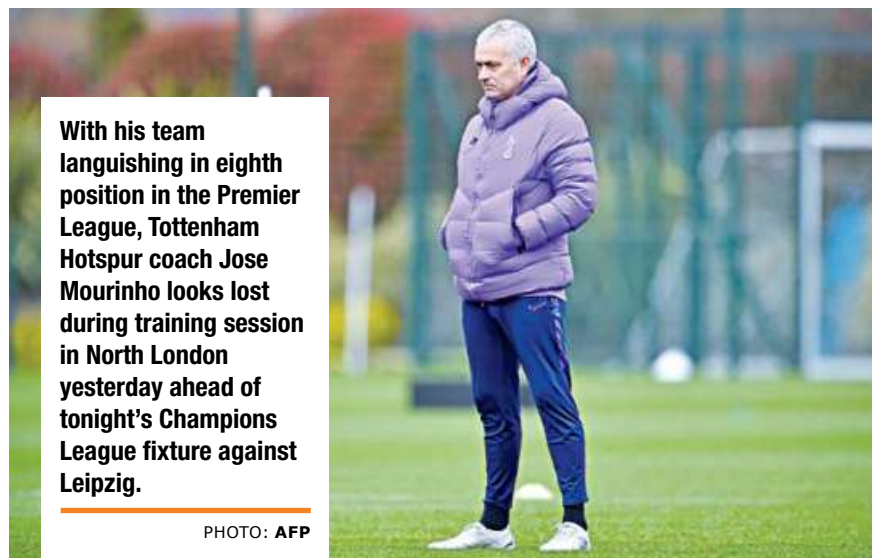 With his team
languishing in eighth
position in the Premier
League, Tottenham
Hotspur coach Jose
Mourinho looks lost
during training session
in North London
yesterday ahead of
tonight’s Champions
League fixture against
Leipzig.
PHOTO: AFP